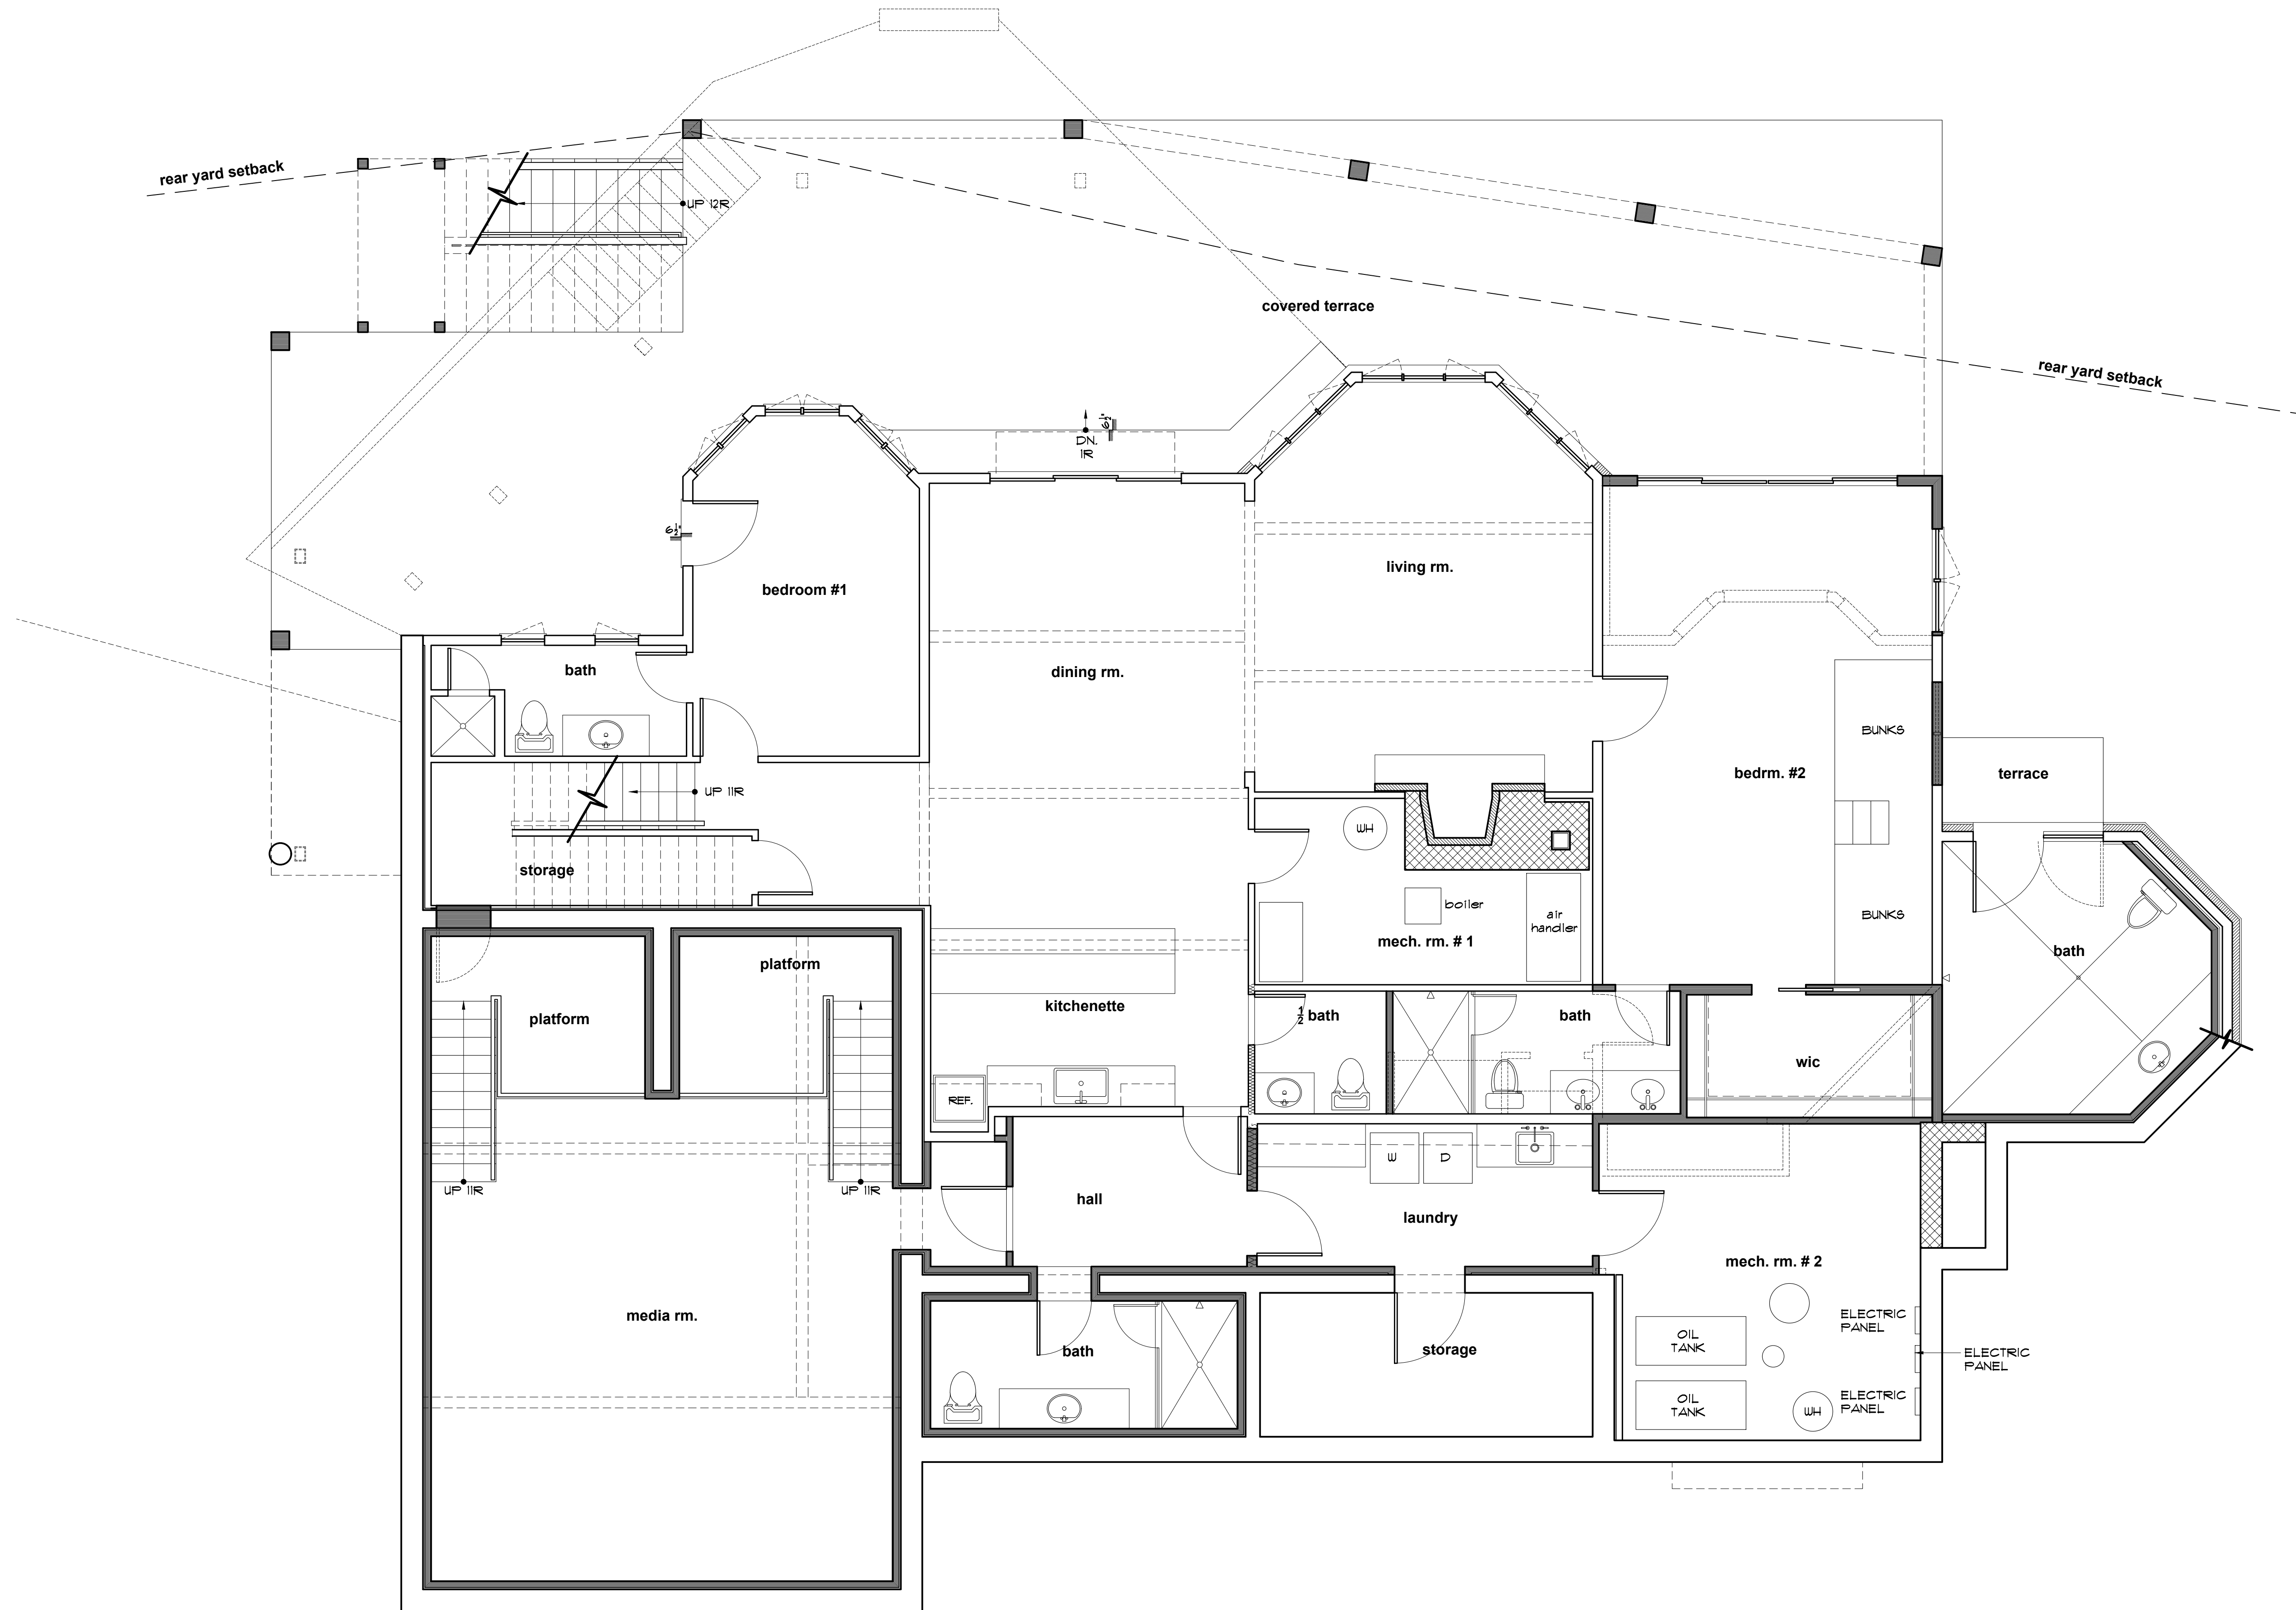 rear yard setback
UP 12R
covered terrace
rear yard setback
6½"
DN.
1R
6½"
living rm.
bedroom #1
bath
dining rm.
BUNKS
bedrm. #2
terrace
UP 11R
WH
storage
boiler
air
handler
BUNKS
mech. rm. # 1
bath
platform
platform
kitchenette
½ bath
bath
wic
REF.
W
D
UP 11R
UP 11R
hall
laundry
mech. rm. # 2
media rm.
ELECTRIC
PANEL
OIL
TANK
bath
storage
ELECTRIC
PANEL
OIL
TANK
WH
ELECTRIC
PANEL